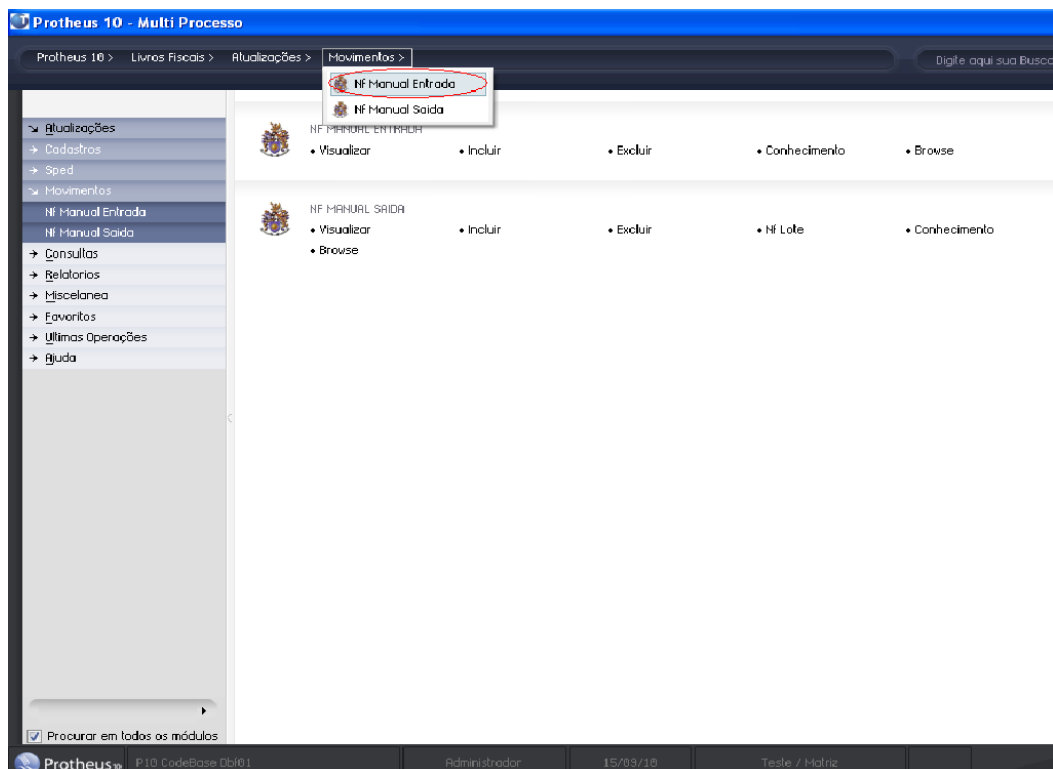 Protheus 10 - Multi Processo
Protheus 10 > Livros Fiscais > Atualizações > Movimentos >
Digite aqui sua Busca
Nf Manual Entrada
Nf Manual Saida
Atualizações
Cadastros
Sped
Movimentos
Nf Manual Entrada
Nf Manual Saida
Consultas
Relatorios
Miscelanea
Favoritos
Ultimas Operações
Ajuda
NF MANUAL ENTRADA
Visualizar Incluir Excluir Conhecimento Browse
NF MANUAL SAIDA
Visualizar Incluir Excluir Nf Lote Conhecimento
Browse
Procurar em todos os módulos
Protheus 10 P10 CodeBase Dbf01 Administrador 15/09/10 Teste / Matriz